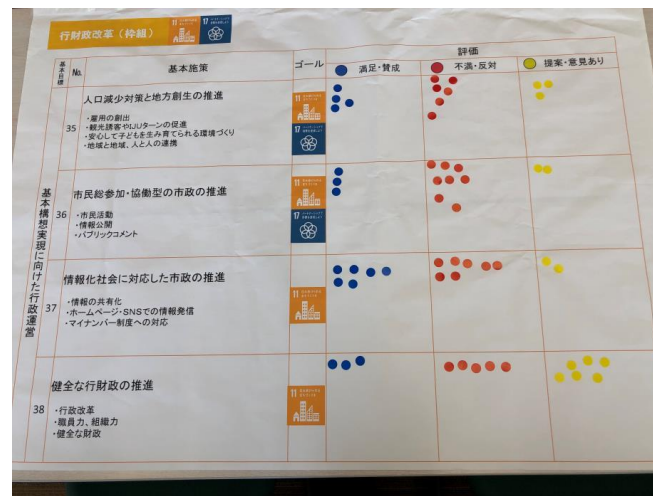 行財政改革（枠組）
11
17
基本目標
No.
基本施策
ゴール
評価
満足・賛成
不満・反対
提案・意見あり
基本構想実現に向けた行政運営
35
人口減少対策と地方創生の推進
・雇用の創出
・観光誘客やIJUターンの促進
・安心して子どもを生み育てられる環境づくり
・地域と地域、人と人の連携
11
17
36
市民総参加・協働型の市政の推進
・市民活動
・情報公開
・パブリックコメント
11
17
37
情報化社会に対応した市政の推進
・情報の共有化
・ホームページ・SNSでの情報発信
・マイナンバー制度への対応
11
38
健全な行財政の推進
・行政改革
・職員力、組織力
・健全な財政
11